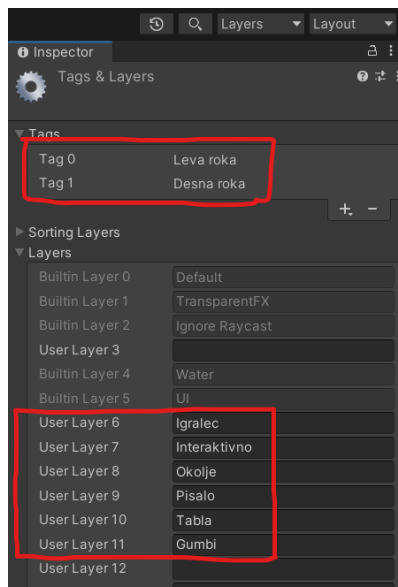 Layers Layout
Inspector
Tags & Layers
Tags
Tag 0 Leva roka
Tag 1 Desna roka
Sorting Layers
Layers
Builtin Layer 0 Default
Builtin Layer 1 TransparentFX
Builtin Layer 2 Ignore Raycast
User Layer 3
Builtin Layer 4 Water
Builtin Layer 5 UI
User Layer 6 Igralec
User Layer 7 Interaktivno
User Layer 8 Okolje
User Layer 9 Pisalo
User Layer 10 Tabla
User Layer 11 Gumbi
User Layer 12